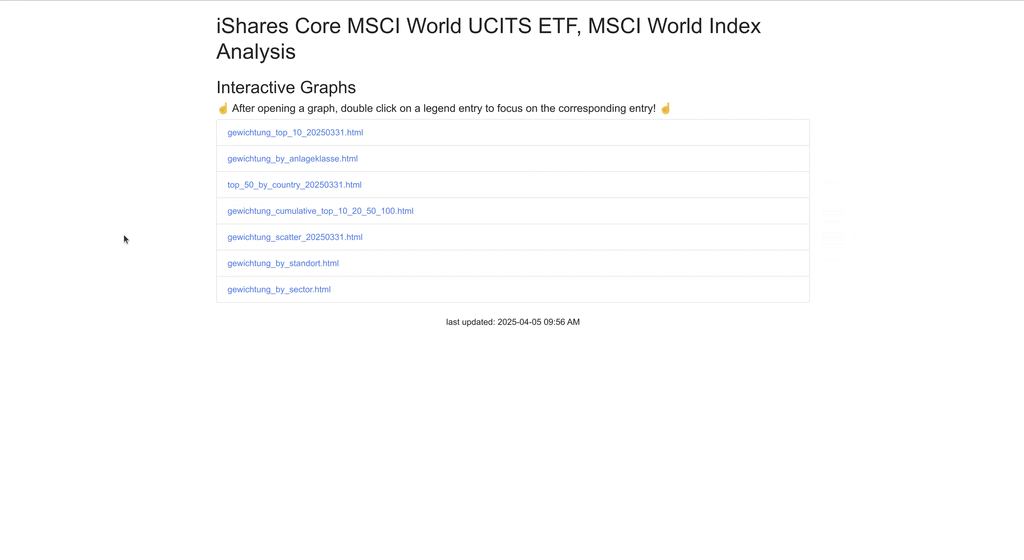 iShares Core MSCI World UCITS ETF, MSCI World Index
Analysis
Interactive Graphs
☝ After opening a graph, double click on a legend entry to focus on the corresponding entry! ☝
gewichtung_top_10_20250331.html
gewichtung_by_anlageklasse.html
top_50_by_country_20250331.html
gewichtung_cumulative_top_10_20_50_100.html
gewichtung_scatter_20250331.html
gewichtung_by_standort.html
gewichtung_by_sector.html
last updated: 2025-04-05 09:56 AM